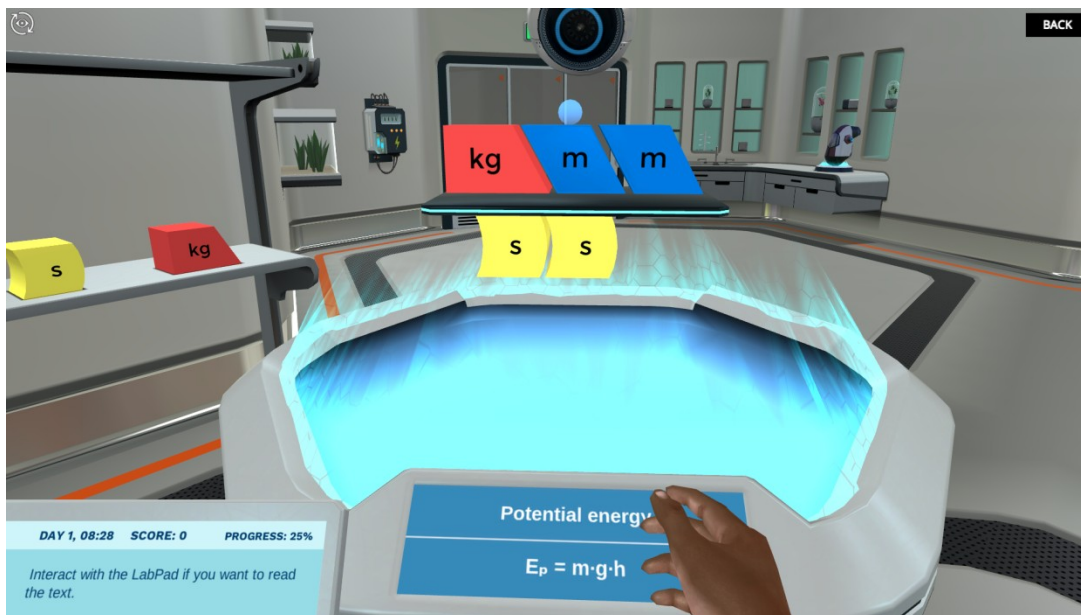 BACK
kg m m
s s
s kg
Potential energy
Eₚ = m·g·h
DAY 1, 08:28 SCORE: 0 PROGRESS: 25%
Interact with the LabPad if you want to read
the text.